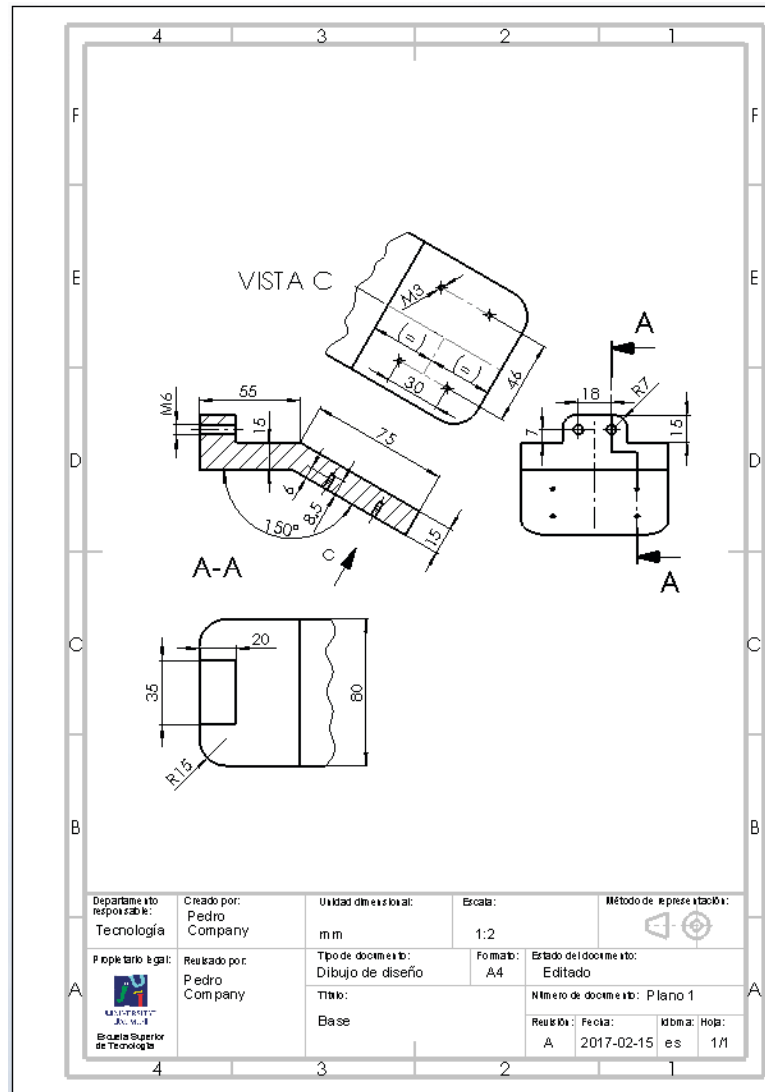 4 3 2 1
F F
E E
VISTA C
M3
(=)
(=)
30
46
A
55
M6
15
75
18
R7
7
15
D D
6
8,5
150°
15
C
A-A
A
C C
20
35
80
R15
B B
Departamento responsable:
Tecnología
Creado por:
Pedro
Company
Unidad dimensional:
mm
Escala:
1:2
Método de representación:
Propietario legal:
UNIVERSITAT
JAUME I
Escuela Superior
de Tecnología
Revisado por:
Pedro
Company
Tipo de documento:
Dibujo de diseño
Formato:
A4
Estado del documento:
Editado
Título:
Base
Número de documento: Plano 1
Revisión:
A
Fecha:
2017-02-15
Idioma:
es
Hoja:
1/1
A A
4 3 2 1